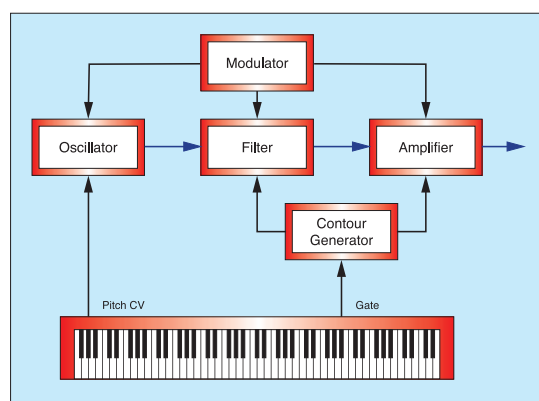 Modulator
Oscillator
Filter
Amplifier
Contour
Generator
Pitch CV
Gate